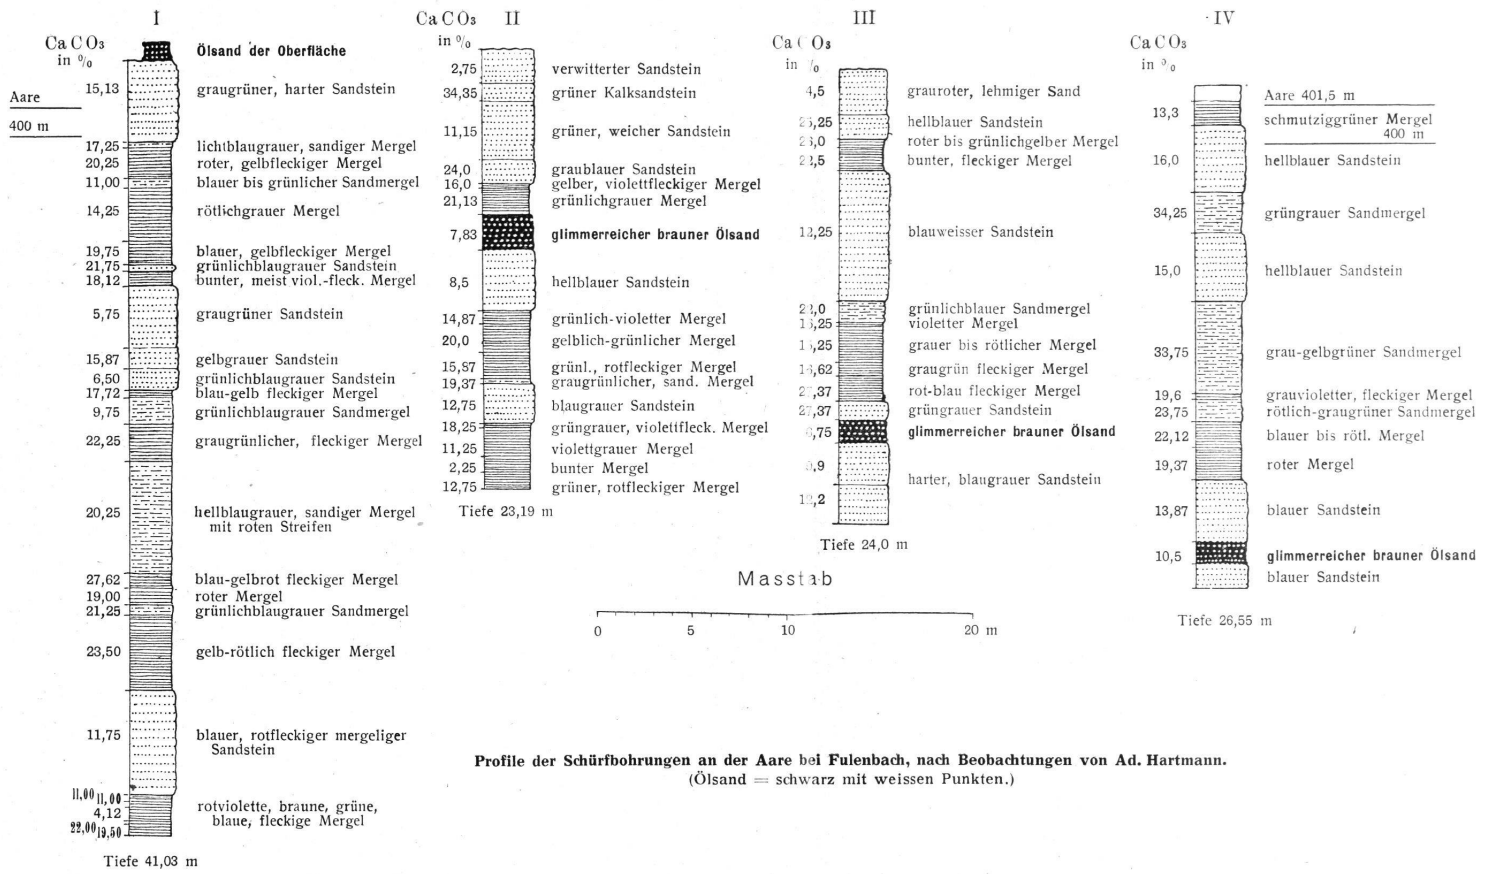 I
CaCO₃
in %
Ölsand der Oberfläche
Aare
400 m
15,13 graugrüner, harter Sandstein
17,25 lichtblaugrauer, sandiger Mergel
20,25 roter, gelbfleckiger Mergel
11,00 blauer bis grünlicher Sandmergel
14,25 rötlichgrauer Mergel
19,75 blauer, gelbfleckiger Mergel
21,75 grünlichblaugrauer Sandstein
18,12 bunter, meist viol.-fleck. Mergel
5,75 graugrüner Sandstein
15,87 gelbgrauer Sandstein
6,50 grünlichblaugrauer Sandstein
17,72 blau-gelb fleckiger Mergel
9,75 grünlichblaugrauer Sandmergel
22,25 graugrünlicher, fleckiger Mergel
20,25 hellblaugrauer, sandiger Mergel
mit roten Streifen
27,62 blau-gelbrot fleckiger Mergel
19,00 roter Mergel
21,25 grünlichblaugrauer Sandmergel
23,50 gelb-rötlich fleckiger Mergel
11,75 blauer, rotfleckiger mergeliger
Sandstein
11,00 11,00
4,12
22,00 19,50
rotviolette, braune, grüne,
blaue, fleckige Mergel
Tiefe 41,03 m
II
CaCO₃
in %
2,75 verwitterter Sandstein
34,35 grüner Kalksandstein
11,15 grüner, weicher Sandstein
24,0 graublauer Sandstein
16,0 gelber, violettfleckiger Mergel
21,13 grünlichgrauer Mergel
7,83 glimmerreicher brauner Ölsand
8,5 hellblauer Sandstein
14,87 grünlich-violetter Mergel
20,0 gelblich-grünlicher Mergel
15,87 grünl., rotfleckiger Mergel
19,37 graugrünlicher, sand. Mergel
12,75 blaugrauer Sandstein
18,25 grüngrauer, violettfleck. Mergel
11,25 violettgrauer Mergel
2,25 bunter Mergel
12,75 grüner, rotfleckiger Mergel
Tiefe 23,19 m
III
in
4,5 grauroter, lehmiger Sand
hellblauer Sandstein
roter bis grünlichgelber Mergel
bunter, fleckiger Mergel
blauweisser Sandstein
grünlichblauer Sandmergel
violetter Mergel
grauer bis rötlicher Mergel
graugrün fleckiger Mergel
rot-blau fleckiger Mergel
grüngrauer Sandstein
glimmerreicher brauner Ölsand
harter, blaugrauer Sandstein
Tiefe 24,0 m
IV
CaCO₃
in
Aare 401,5 m
13,3 schmutziggrüner Mergel
400 m
16,0 hellblauer Sandstein
34,25 grüngrauer Sandmergel
15,0 hellblauer Sandstein
33,75 grau-gelbgrüner Sandmergel
19,6 grauvioletter, fleckiger Mergel
23,75 rötlich-graugrüner Sandmergel
22,12 blauer bis rötl. Mergel
19,37 roter Mergel
13,87 blauer Sandstein
10,5 glimmerreicher brauner Ölsand
blauer Sandstein
Tiefe 26,55 m
Masstab
0 5 10 20 m
Profile der Schürfbohrungen an der Aare bei Fulenbach, nach Beobachtungen von Ad. Hartmann.
(Ölsand = schwarz mit weissen Punkten.)